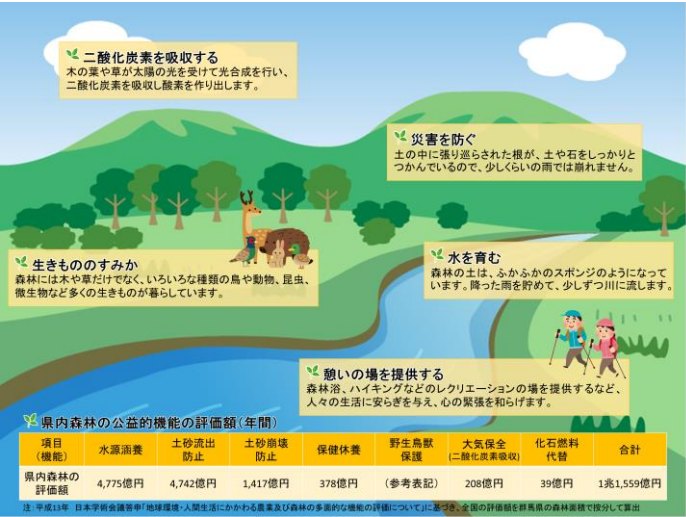 二酸化炭素を吸収する
木の葉や草が太陽の光を受けて光合成を行い、
二酸化炭素を吸収し酸素を作り出します。
災害を防ぐ
土の中に張り巡らされた根が、土や石をしっかりと
つかんでいるので、少しくらいの雨では崩れません。
生きもののすみか
森林には木や草だけでなく、いろいろな種類の鳥や動物、昆虫、
微生物など多くの生きものが暮らしています。
水を育む
森林の土は、ふかふかのスポンジのようになって
います。降った雨を貯めて、少しずつ川に流します。
憩いの場を提供する
森林浴、ハイキングなどのレクリエーションの場を提供するなど、
人々の生活に安らぎを与え、心の緊張を和らげます。
県内森林の公益的機能の評価額(年間)
項目
(機能)
水源涵養
土砂流出
防止
土砂崩壊
防止
保健休養
野生鳥獣
保護
大気保全
(二酸化炭素吸収)
化石燃料
代替
合計
県内森林の
評価額
4,775億円
4,742億円
1,417億円
378億円
(参考表記)
208億円
39億円
1兆1,559億円
注:平成13年 日本学術会議答申「地球環境・人間生活にかかわる農業及び森林の多面的な機能の評価について」に基づき、全国の評価額を群馬県の森林面積で按分して算出